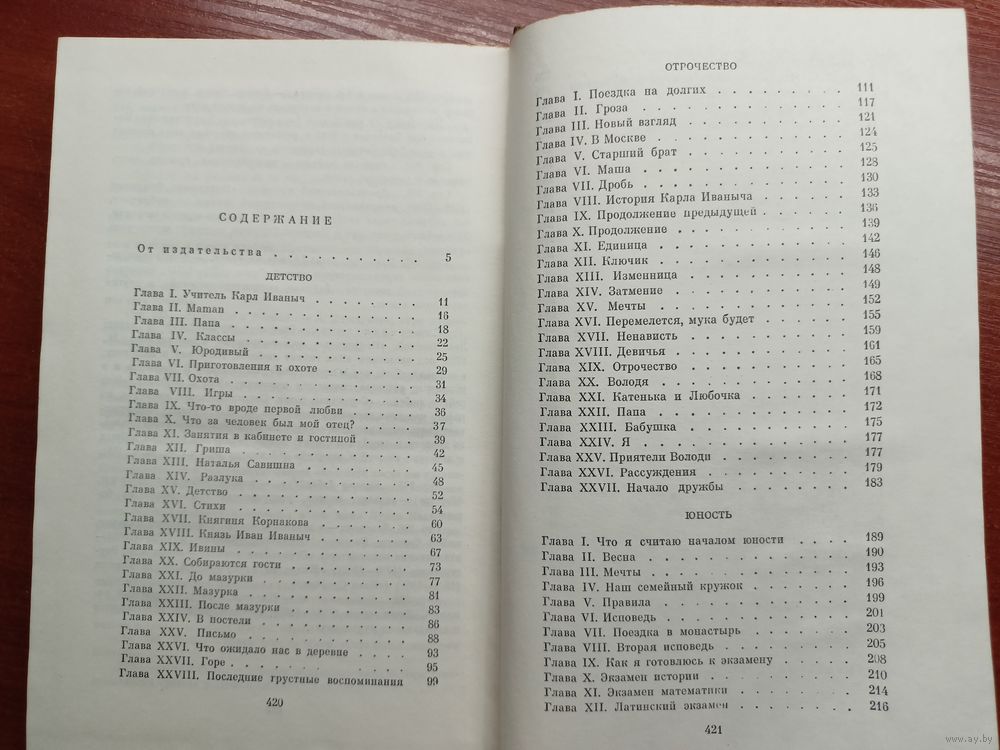 СОДЕРЖАНИЕ
От издательства . . . . . . . . . . . 5
ДЕТСТВО
Глава I. Учитель Карл Иваныч . . . . . . . . 11
Глава II. Maman . . . . . . . . . . . . 16
Глава III. Папа . . . . . . . . . . . . 18
Глава IV. Классы . . . . . . . . . . . 22
Глава V. Юродивый . . . . . . . . . . 25
Глава VI. Приготовления к охоте . . . . . . . 29
Глава VII. Охота . . . . . . . . . . . 31
Глава VIII. Игры . . . . . . . . . . . 34
Глава IX. Что-то вроде первой любви . . . . . 36
Глава X. Что за человек был мой отец? . . . . 37
Глава XI. Занятия в кабинете и гостиной . . . . 39
Глава XII. Гриша . . . . . . . . . . . 42
Глава XIII. Наталья Савишна . . . . . . . . 45
Глава XIV. Разлука . . . . . . . . . . 48
Глава XV. Детство . . . . . . . . . . . 52
Глава XVI. Стихи . . . . . . . . . . . 54
Глава XVII. Княгиня Корнакова . . . . . . . 60
Глава XVIII. Князь Иван Иваныч . . . . . . . 63
Глава XIX. Ивины . . . . . . . . . . . 67
Глава XX. Собираются гости . . . . . . . . 73
Глава XXI. До мазурки . . . . . . . . . 77
Глава XXII. Мазурка . . . . . . . . . . 81
Глава XXIII. После мазурки . . . . . . . . 83
Глава XXIV. В постели . . . . . . . . . 86
Глава XXV. Письмо . . . . . . . . . . 88
Глава XXVI. Что ожидало нас в деревне . . . . 93
Глава XXVII. Горе . . . . . . . . . . . 95
Глава XXVIII. Последние грустные воспоминания 99
420
ОТРОЧЕСТВО
Глава I. Поездка на долгих . . . . . . . . 111
Глава II. Гроза . . . . . . . . . . . 117
Глава III. Новый взгляд . . . . . . . . . 121
Глава IV. В Москве . . . . . . . . . . 124
Глава V. Старший брат . . . . . . . . . 125
Глава VI. Маша . . . . . . . . . . . 128
Глава VII. Дробь . . . . . . . . . . . 130
Глава VIII. История Карла Иваныча . . . . . . 133
Глава IX. Продолжение предыдущей . . . . . . 136
Глава X. Продолжение . . . . . . . . . 139
Глава XI. Единица . . . . . . . . . . 142
Глава XII. Ключик . . . . . . . . . . 146
Глава XIII. Изменница . . . . . . . . . 148
Глава XIV. Затмение . . . . . . . . . . 149
Глава XV. Мечты . . . . . . . . . . . 152
Глава XVI. Перемелется, мука будет . . . . . . 155
Глава XVII. Ненависть . . . . . . . . . 159
Глава XVIII. Девичья . . . . . . . . . . 161
Глава XIX. Отрочество . . . . . . . . . 165
Глава XX. Володя . . . . . . . . . . . 168
Глава XXI. Катенька и Любочка . . . . . . . 171
Глава XXII. Папа . . . . . . . . . . . 172
Глава XXIII. Бабушка . . . . . . . . . . 175
Глава XXIV. Я . . . . . . . . . . . . 177
Глава XXV. Приятели Володи . . . . . . . . 177
Глава XXVI. Рассуждения . . . . . . . . . 179
Глава XXVII. Начало дружбы . . . . . . . . 183
ЮНОСТЬ
Глава I. Что я считаю началом юности . . . . 189
Глава II. Весна . . . . . . . . . . . 190
Глава III. Мечты . . . . . . . . . . . 193
Глава IV. Наш семейный кружок . . . . . . . 196
Глава V. Правила . . . . . . . . . . . 199
Глава VI. Исповедь . . . . . . . . . . 201
Глава VII. Поездка в монастырь . . . . . . . 203
Глава VIII. Вторая исповедь . . . . . . . . 205
Глава IX. Как я готовлюсь к экзамену . . . . . 208
Глава X. Экзамен истории . . . . . . . . 210
Глава XI. Экзамен математики . . . . . . . 214
Глава XII. Латинский экзамен . . . . . . . 216
421
www.ay.by